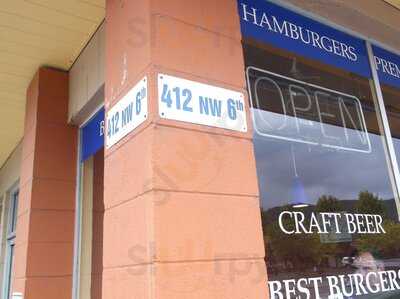 HAMBURGERS
PREM
412 NW 6th
412 NW 6th
OPEN
CRAFT BEER
BEST BURGERS